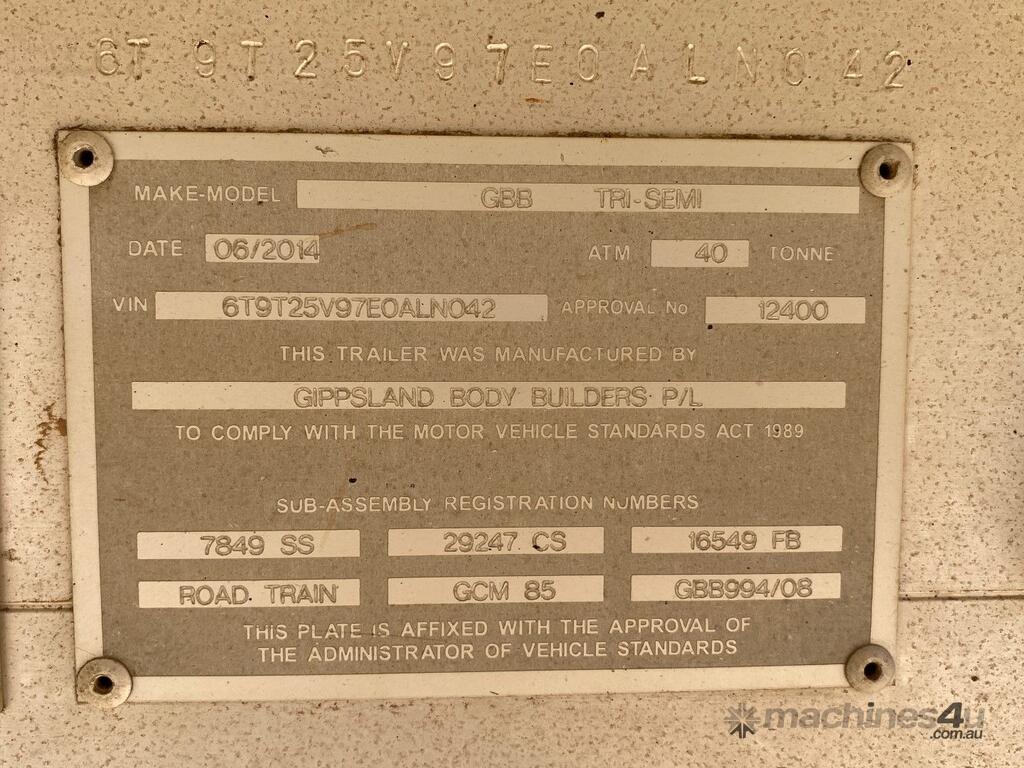 6T9T25V97E0ALN042
MAKE-MODEL GBB TRI-SEMI
DATE 06/2014 ATM 40 TONNE
VIN 6T9T25V97E0ALN042 APPROVAL No 12400
THIS TRAILER WAS MANUFACTURED BY
GIPPSLAND BODY BUILDERS P/L
TO COMPLY WITH THE MOTOR VEHICLE STANDARDS ACT 1989
SUB-ASSEMBLY REGISTRATION NUMBERS
7849 SS 29247 CS 16549 FB
ROAD TRAIN GCM 85 GBB994/08
THIS PLATE IS AFFIXED WITH THE APPROVAL OF
THE ADMINISTRATOR OF VEHICLE STANDARDS
machines4u
.com.au